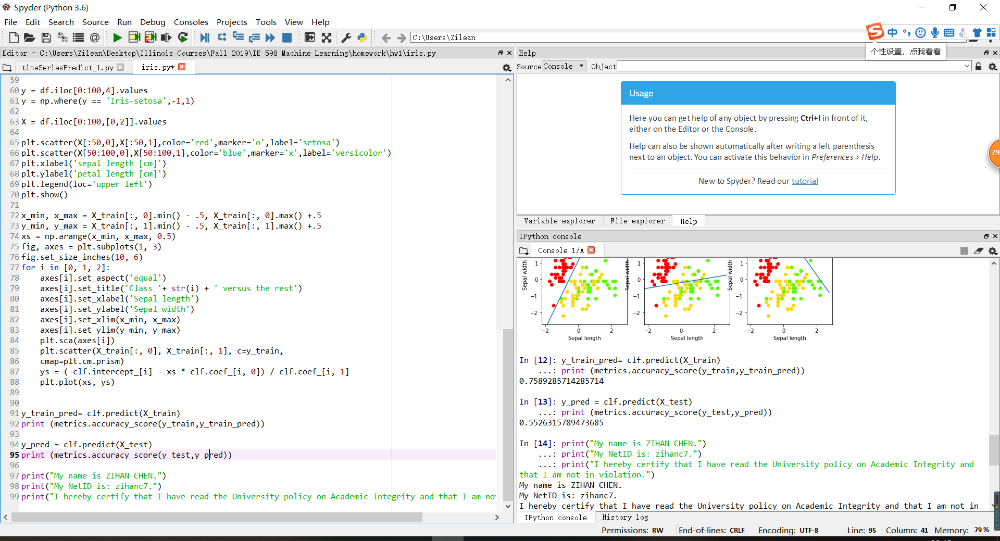 Spyder (Python 3.6)
File Edit Search Source Run Debug Consoles Projects Tools View Help
C:\Users\Zilean
中
个性设置，点我看看
Editor - C:\Users\Zilean\Desktop\Illinois Courses\Fall 2019\IE 598 Machine Learning\homework\hw1\iris.py
timeSeriesPredict_1.py iris.py*
59
60 y = df.iloc[0:100,4].values
61 y = np.where(y == 'Iris-setosa',-1,1)
62
63 X = df.iloc[0:100,[0,2]].values
64
65 plt.scatter(X[:50,0],X[:50,1],color='red',marker='o',label='setosa')
66 plt.scatter(X[50:100,0],X[50:100,1],color='blue',marker='x',label='versicolor')
67 plt.xlabel('sepal length [cm]')
68 plt.ylabel('petal length [cm]')
69 plt.legend(loc='upper left')
70 plt.show()
71
72 x_min, x_max = X_train[:, 0].min() - .5, X_train[:, 0].max() +.5
73 y_min, y_max = X_train[:, 1].min() - .5, X_train[:, 1].max() +.5
74 xs = np.arange(x_min, x_max, 0.5)
75 fig, axes = plt.subplots(1, 3)
76 fig.set_size_inches(10, 6)
77 for i in [0, 1, 2]:
78     axes[i].set_aspect('equal')
79     axes[i].set_title('Class '+ str(i) + ' versus the rest')
80     axes[i].set_xlabel('Sepal length')
81     axes[i].set_ylabel('Sepal width')
82     axes[i].set_xlim(x_min, x_max)
83     axes[i].set_ylim(y_min, y_max)
84     plt.sca(axes[i])
85     plt.scatter(X_train[:, 0], X_train[:, 1], c=y_train,
86     cmap=plt.cm.prism)
87     ys = (-clf.intercept_[i] - xs * clf.coef_[i, 0]) / clf.coef_[i, 1]
88     plt.plot(xs, ys)
89
90
91 y_train_pred= clf.predict(X_train)
92 print (metrics.accuracy_score(y_train,y_train_pred))
93
94 y_pred = clf.predict(X_test)
95 print (metrics.accuracy_score(y_test,y_pred))
96
97 print("My name is ZIHAN CHEN.")
98 print("My NetID is: zihanc7.")
99 print("I hereby certify that I have read the University policy on Academic Integrity and that I am no
Help
Source Console Object
Usage
Here you can get help of any object by pressing Ctrl+I in front of it,
either on the Editor or the Console.
Help can also be shown automatically after writing a left parenthesis
next to an object. You can activate this behavior in Preferences > Help.
New to Spyder? Read our tutorial
79
Variable explorer File explorer Help
IPython console
Console 1/A
Sepal width 1 0 −1 −2 −2 0 2 Sepal length
Sepal width 1 0 −1 −2 −2 0 2 Sepal length
Sepal width 1 0 −1 −2 −2 0 2 Sepal length
In [12]: y_train_pred= clf.predict(X_train)
    ...: print (metrics.accuracy_score(y_train,y_train_pred))
0.7589285714285714
In [13]: y_pred = clf.predict(X_test)
    ...: print (metrics.accuracy_score(y_test,y_pred))
0.5526315789473685
In [14]: print("My name is ZIHAN CHEN.")
    ...: print("My NetID is: zihanc7.")
    ...: print("I hereby certify that I have read the University policy on Academic Integrity and
that I am not in violation.")
My name is ZIHAN CHEN.
My NetID is: zihanc7.
I hereby certify that I have read the University policy on Academic Integrity and that I am not in
IPython console History log
Permissions: RW End-of-lines: CRLF Encoding: UTF-8 Line: 95 Column: 41 Memory: 79 %